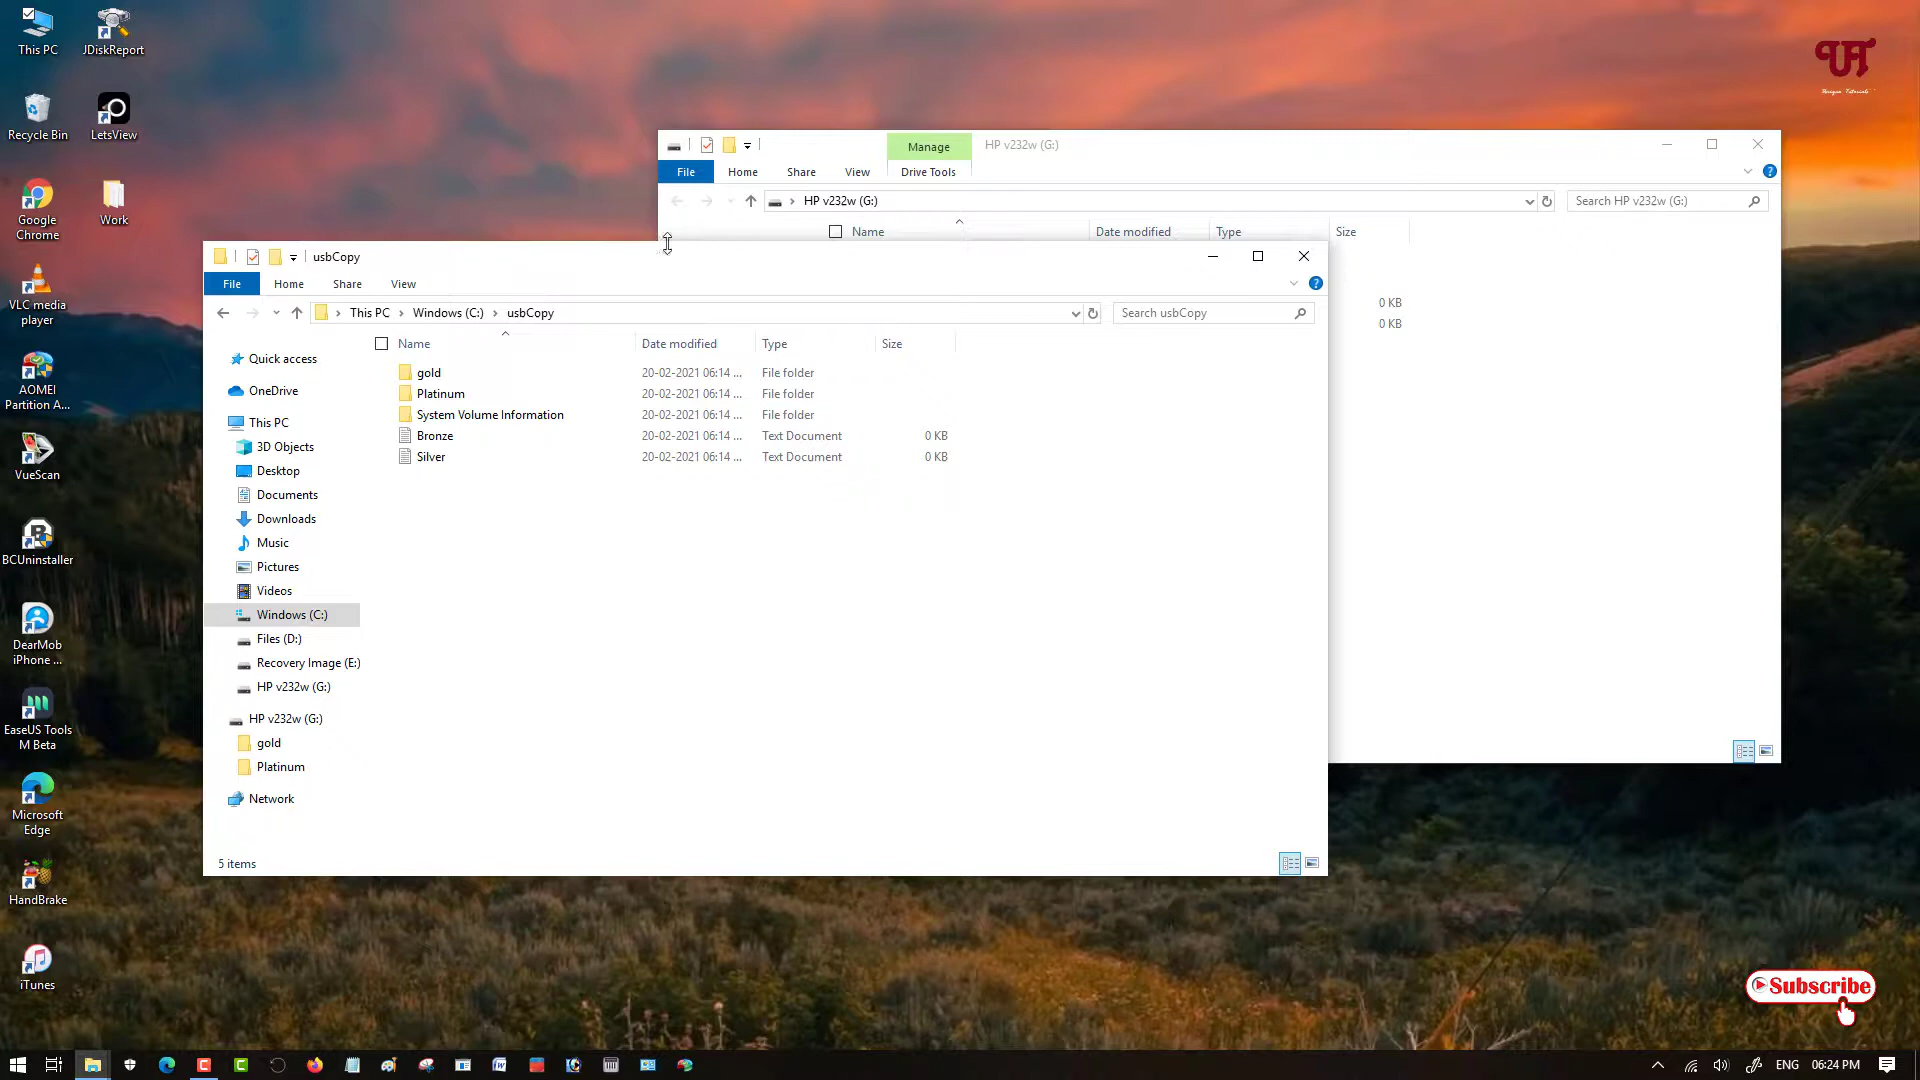 This PC
JDiskReport
Recycle Bin
LetsView
Google
Chrome
Work
VLC media
player
AOMEI
Partition A...
VueScan
BCUninstaller
DearMob
iPhone ...
EaseUS Tools
M Beta
Microsoft
Edge
HandBrake
iTunes
Manage
HP v232w (G:)
File
Home
Share
View
Drive Tools
HP v232w (G:)
Search HP v232w (G:)
Name
Date modified
Type
Size
0 KB
0 KB
usbCopy
File
Home
Share
View
This PC
Windows (C:)
usbCopy
Search usbCopy
Name
Date modified
Type
Size
gold 20-02-2021 06:14 ... File folder
Platinum 20-02-2021 06:14 ... File folder
System Volume Information 20-02-2021 06:14 ... File folder
Bronze 20-02-2021 06:14 ... Text Document 0 KB
Silver 20-02-2021 06:14 ... Text Document 0 KB
Quick access
OneDrive
This PC
3D Objects
Desktop
Documents
Downloads
Music
Pictures
Videos
Windows (C:)
Files (D:)
Recovery Image (E:)
HP v232w (G:)
HP v232w (G:)
gold
Platinum
Network
5 items
Subscribe
ENG
06:24 PM